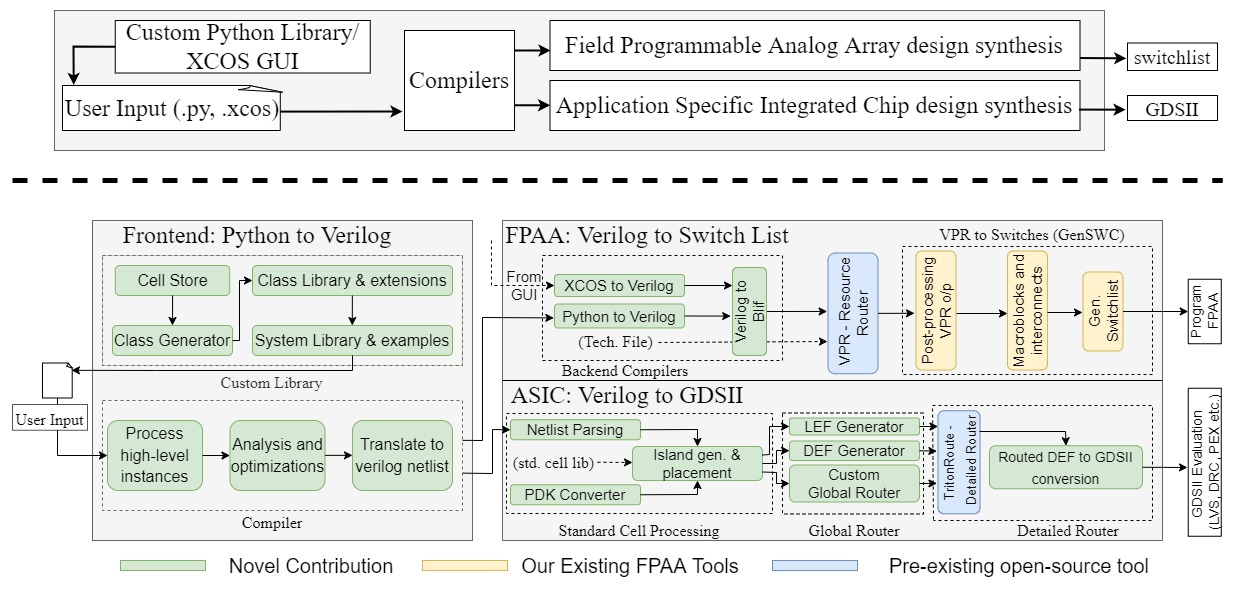 Custom Python Library/
XCOS GUI
User Input (.py, .xcos)
Compilers
Field Programmable Analog Array design synthesis
Application Specific Integrated Chip design synthesis
switchlist
GDSII
Frontend: Python to Verilog
Cell Store
Class Library & extensions
Class Generator
System Library & examples
Custom Library
User Input
Process
high-level
instances
Analysis and
optimizations
Translate to
verilog netlist
Compiler
FPAA: Verilog to Switch List
From
GUI
XCOS to Verilog
Python to Verilog
(Tech. File)
Verilog to
Blif
Backend Compilers
VPR - Resource
Router
VPR to Switches (GenSWC)
Post-processing
VPR o/p
Macroblocks and
interconnects
Gen.
Switchlist
Program
FPAA
ASIC: Verilog to GDSII
Netlist Parsing
(std. cell lib)
PDK Converter
Island gen. &
placement
Standard Cell Processing
LEF Generator
DEF Generator
Custom
Global Router
Global Router
TritonRoute -
Detailed Router
Routed DEF to GDSII
conversion
Detailed Router
GDSII Evaluation
(LVS, DRC, PEX etc.)
Novel Contribution
Our Existing FPAA Tools
Pre-existing open-source tool